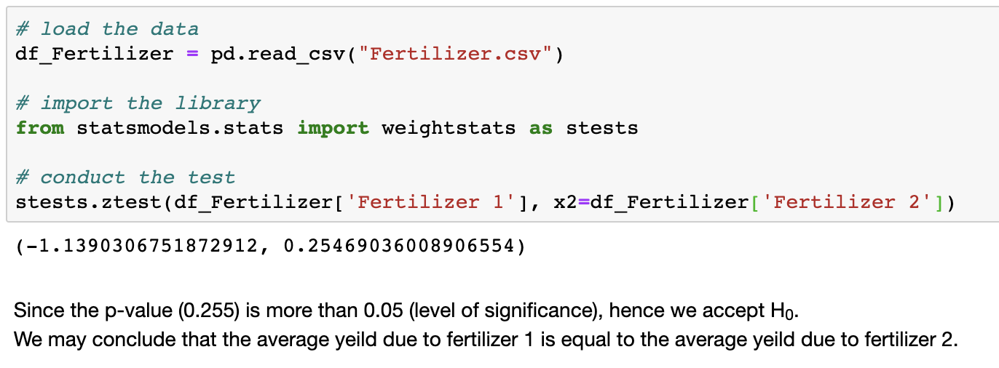 # load the data
df_Fertilizer = pd.read_csv("Fertilizer.csv")
# import the library
from statsmodels.stats import weightstats as stests
# conduct the test
stests.ztest(df_Fertilizer['Fertilizer 1'], x2=df_Fertilizer['Fertilizer 2'])
(-1.1390306751872912, 0.25469036008906554)
Since the p-value (0.255) is more than 0.05 (level of significance), hence we accept H₀.
We may conclude that the average yeild due to fertilizer 1 is equal to the average yeild due to fertilizer 2.